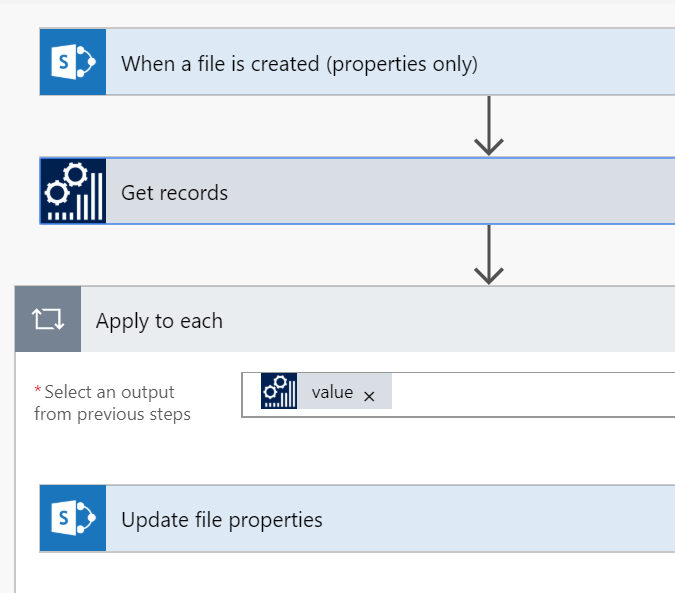 When a file is created (properties only)
Get records
Apply to each
*Select an output
from previous steps
value ×
Update file properties